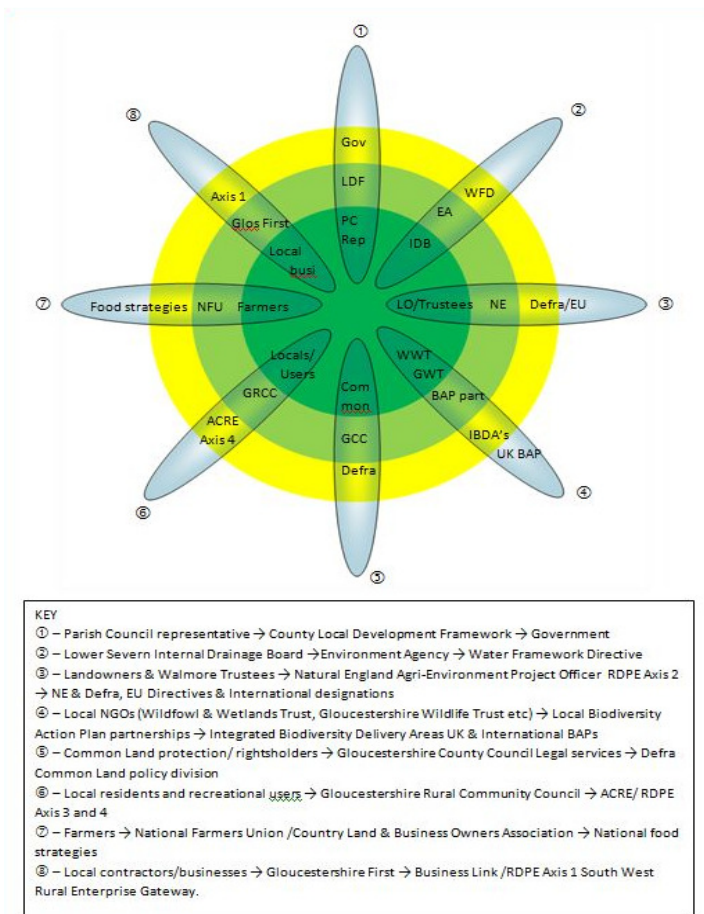 ①
⑧
②
Gov
LDF
PC
Rep
WFD
EA
IDB
Axis 1
Glos First
Local
busi
⑦
Food strategies NFU Farmers
LO/Trustees NE Defra/EU
③
Locals/
Users
GRCC
ACRE
Axis 4
⑥
Com
mon
GCC
Defra
⑤
WWT
GWT
BAP part
IBDA's
UK BAP
④
KEY
① – Parish Council representative → County Local Development Framework → Government
② – Lower Severn Internal Drainage Board →Environment Agency → Water Framework Directive
③ – Landowners & Walmore Trustees → Natural England Agri-Environment Project Officer RDPE Axis 2
→ NE & Defra, EU Directives & International designations
④ – Local NGOs (Wildfowl & Wetlands Trust, Gloucestershire Wildlife Trust etc) → Local Biodiversity
Action Plan partnerships → Integrated Biodiversity Delivery Areas UK & International BAPs
⑤ – Common Land protection/ rightsholders → Gloucestershire County Council Legal services → Defra
Common Land policy division
⑥ – Local residents and recreational users → Gloucestershire Rural Community Council → ACRE/ RDPE
Axis 3 and 4
⑦ – Farmers → National Farmers Union /Country Land & Business Owners Association → National food
strategies
⑧ – Local contractors/businesses → Gloucestershire First → Business Link /RDPE Axis 1 South West
Rural Enterprise Gateway.